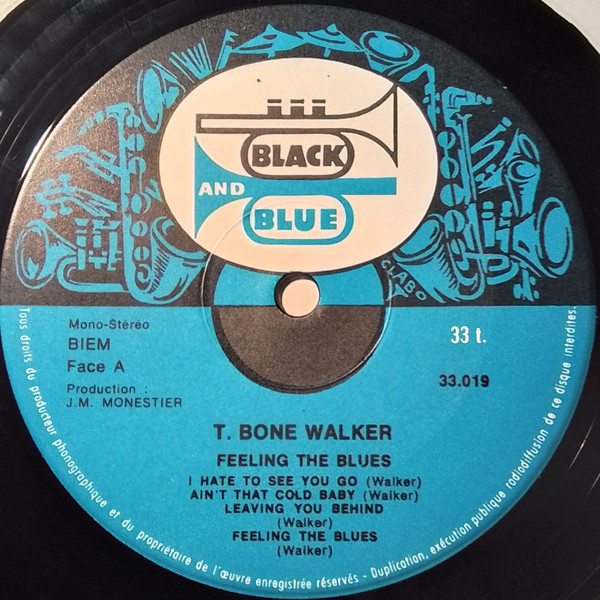 BLACK
AND
BLUE
CLABO
Mono-Stéréo
BIEM
Face A
Production :
J.M. MONESTIER
33 t.
33.019
T. BONE WALKER
FEELING THE BLUES
I HATE TO SEE YOU GO (Walker)
AIN'T THAT COLD BABY (Walker)
LEAVING YOU BEHIND
(Walker)
FEELING THE BLUES
(Walker)
Tous droits du producteur phonographique et du propriétaire de l'œuvre enregistrée réservés - Duplication, exécution publique radiodiffusion de ce disque interdites.